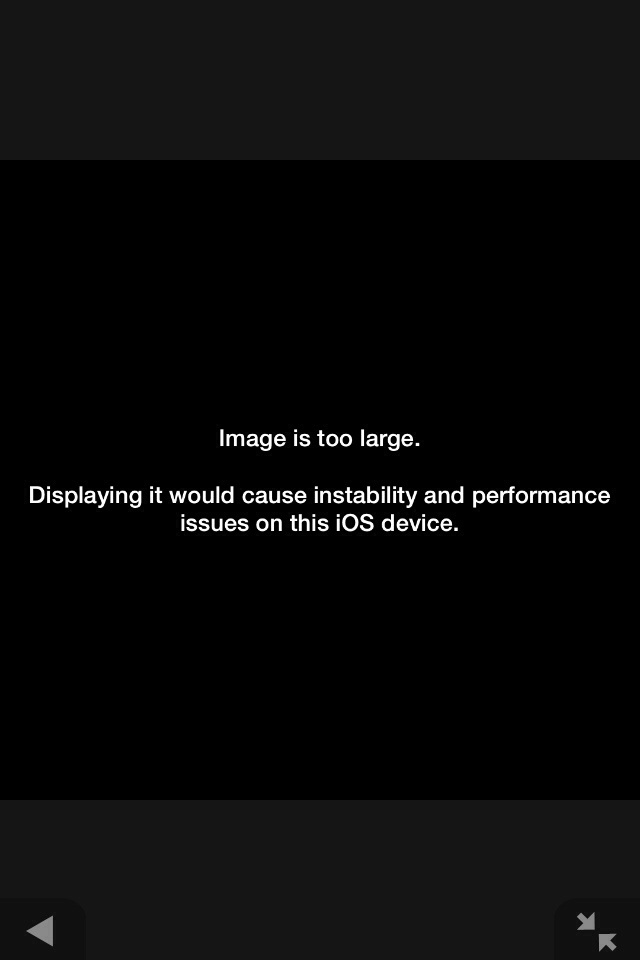 Image is too large.
Displaying it would cause instability and performance
issues on this iOS device.